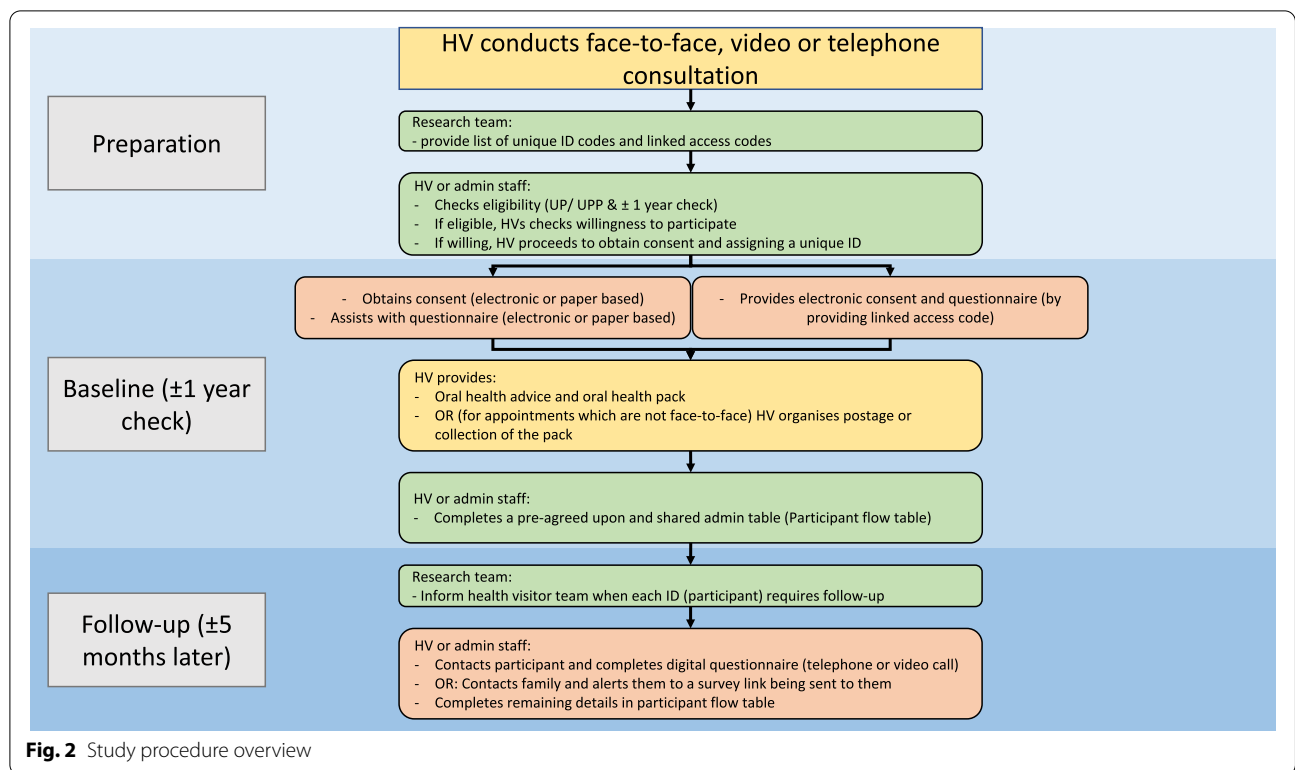 HV conducts face-to-face, video or telephone
consultation
Preparation
Research team:
- provide list of unique ID codes and linked access codes
HV or admin staff:
- Checks eligibility (UP/ UPP & ± 1 year check)
- If eligible, HVs checks willingness to participate
- If willing, HV proceeds to obtain consent and assigning a unique ID
- Obtains consent (electronic or paper based)
- Assists with questionnaire (electronic or paper based)
- Provides electronic consent and questionnaire (by
providing linked access code)
Baseline (±1 year
check)
HV provides:
- Oral health advice and oral health pack
- OR (for appointments which are not face-to-face) HV organises postage or
collection of the pack
HV or admin staff:
- Completes a pre-agreed upon and shared admin table (Participant flow table)
Follow-up (±5
months later)
Research team:
- Inform health visitor team when each ID (participant) requires follow-up
HV or admin staff:
- Contacts participant and completes digital questionnaire (telephone or video call)
- OR: Contacts family and alerts them to a survey link being sent to them
- Completes remaining details in participant flow table
Fig. 2 Study procedure overview